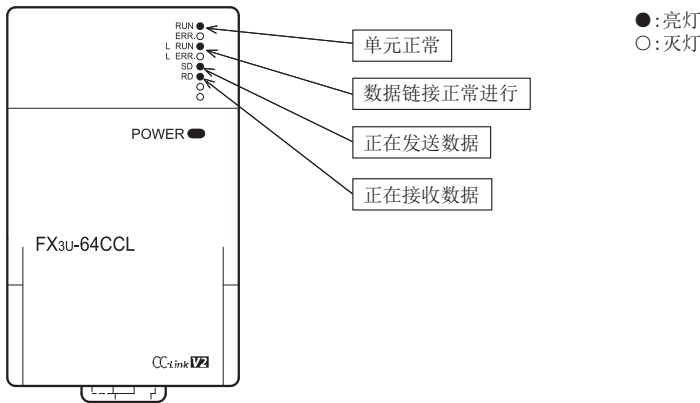 RUN
ERR.
L RUN
L ERR.
SD
RD
单元正常
数据链接正常进行
正在发送数据
正在接收数据
●:亮灯
○:灭灯
POWER
FX3U-64CCL
CC-Link V2